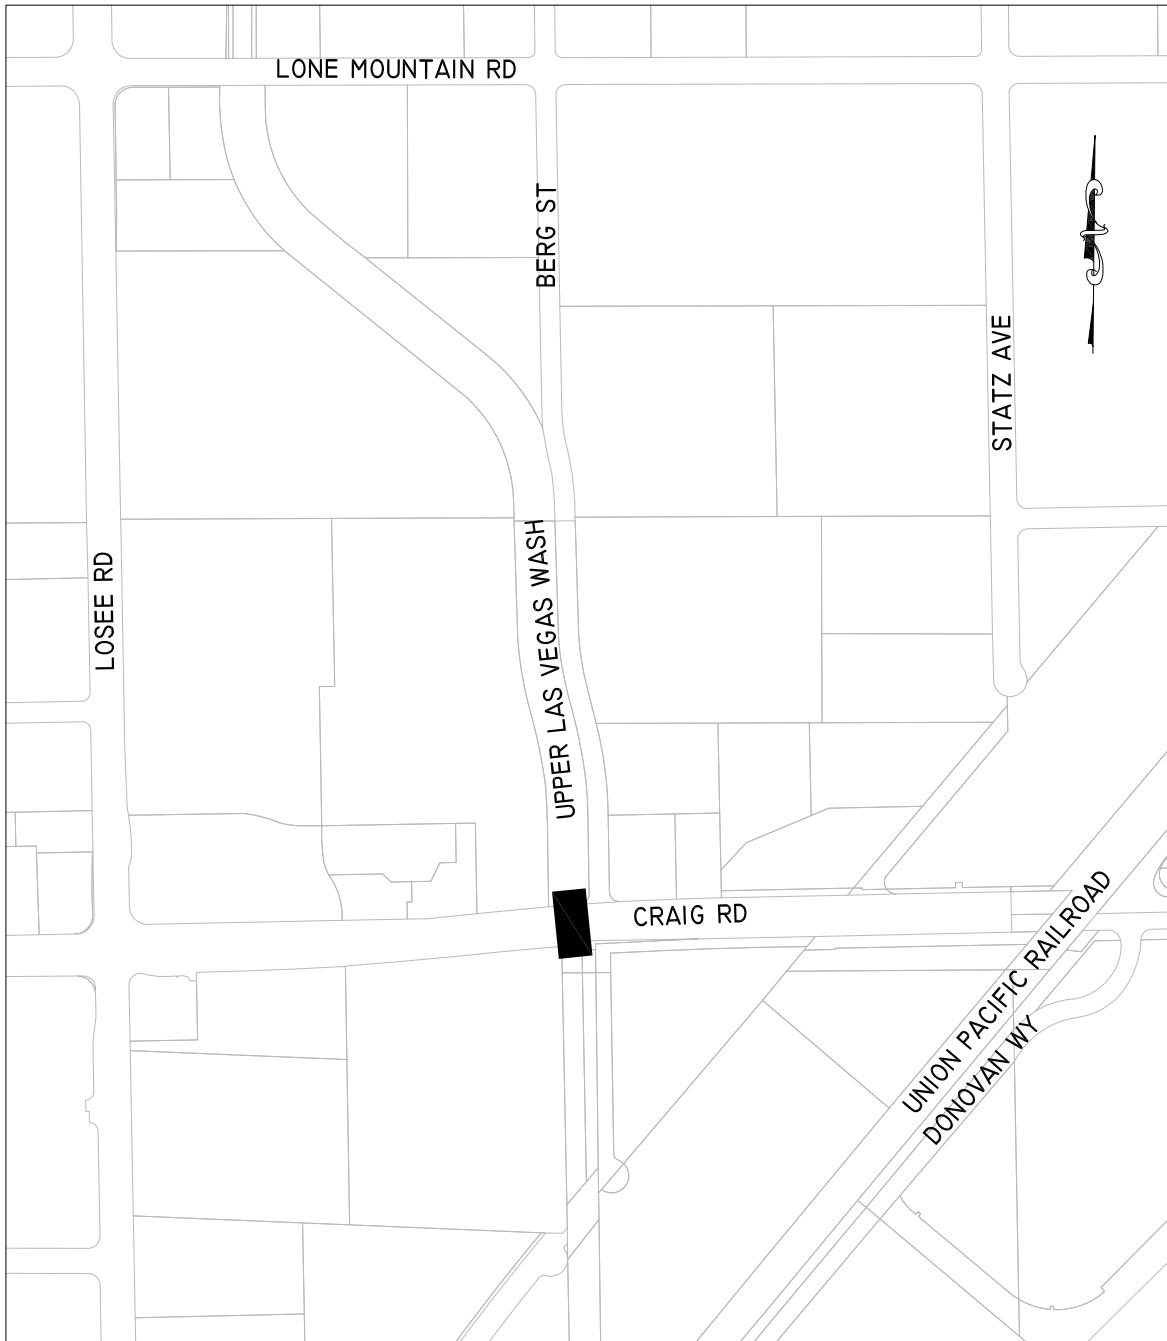 LONE MOUNTAIN RD
BERG ST
STATZ AVE
LOSEE RD
UPPER LAS VEGAS WASH
CRAIG RD
UNION PACIFIC RAILROAD
DONOVAN WY